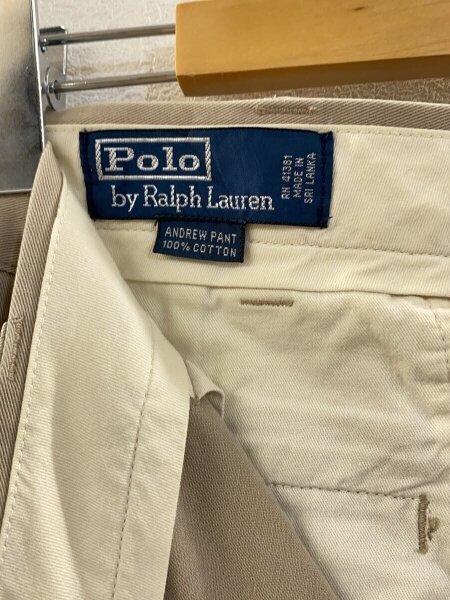 Polo
by Ralph Lauren
RN 41381
MADE IN
SRI LANKA
ANDREW PANT
100% COTTON